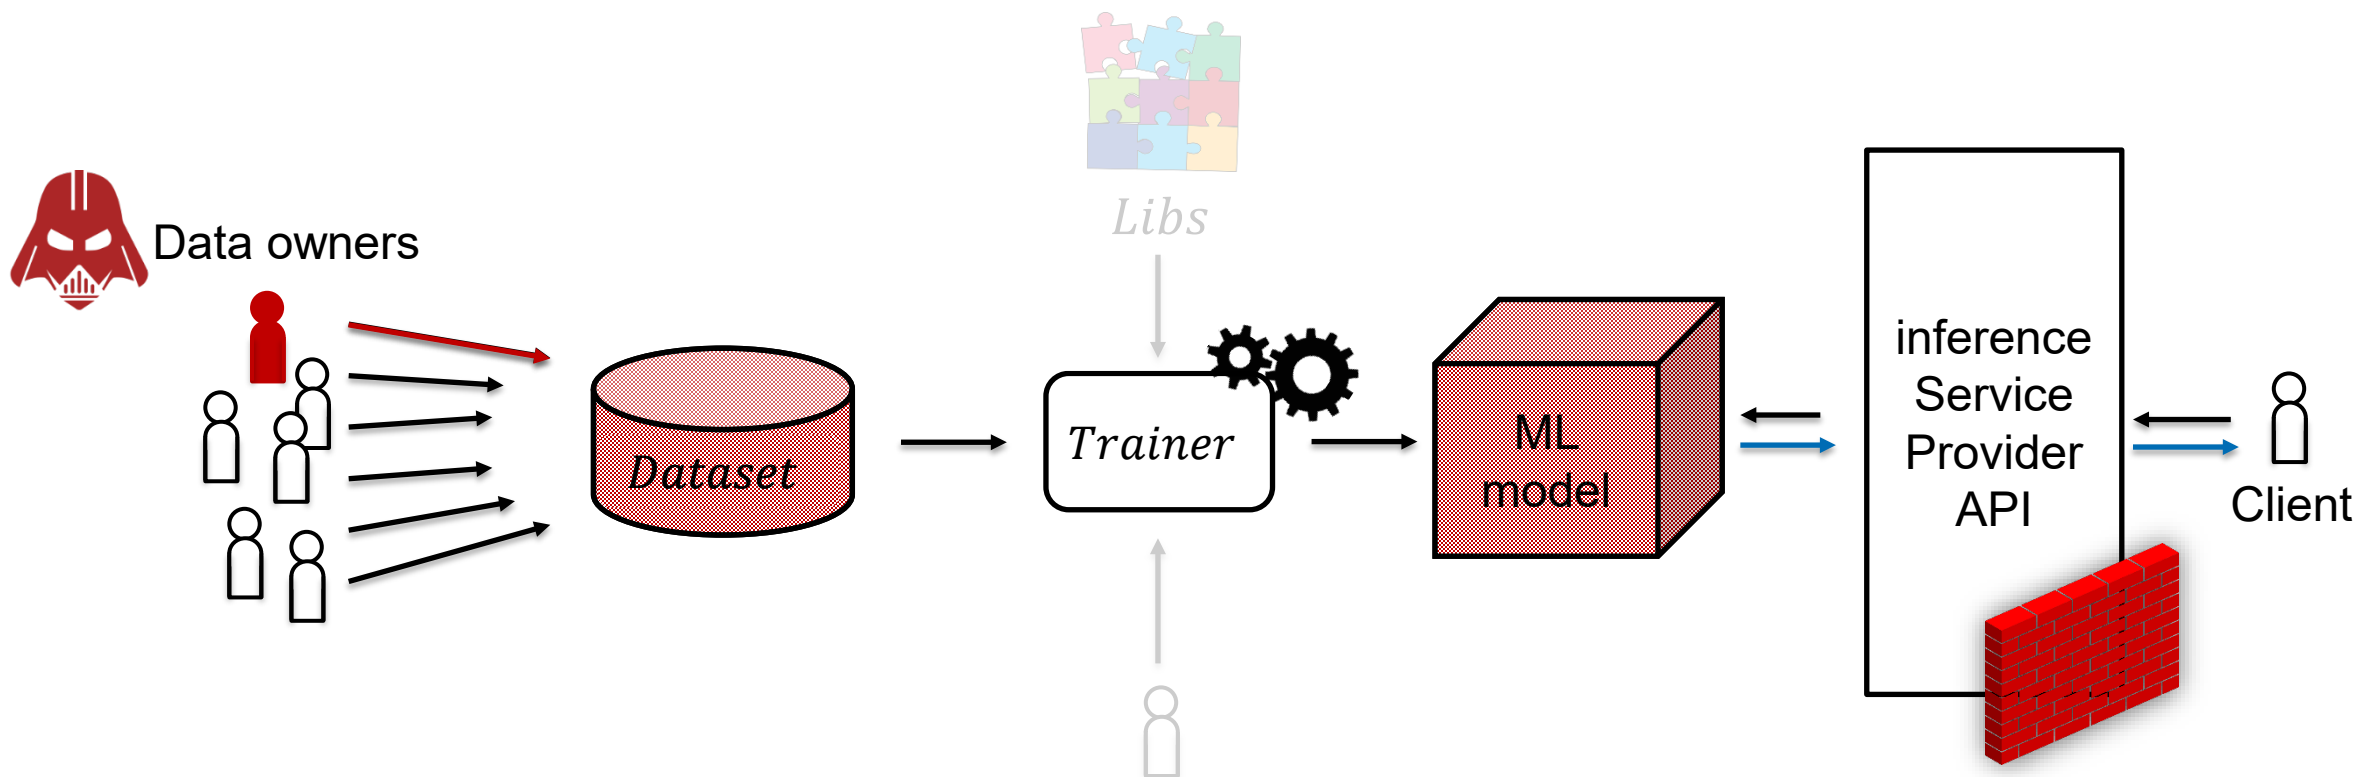 Libs
Data owners
Dataset
Trainer
ML
model
inference
Service
Provider
API
Client